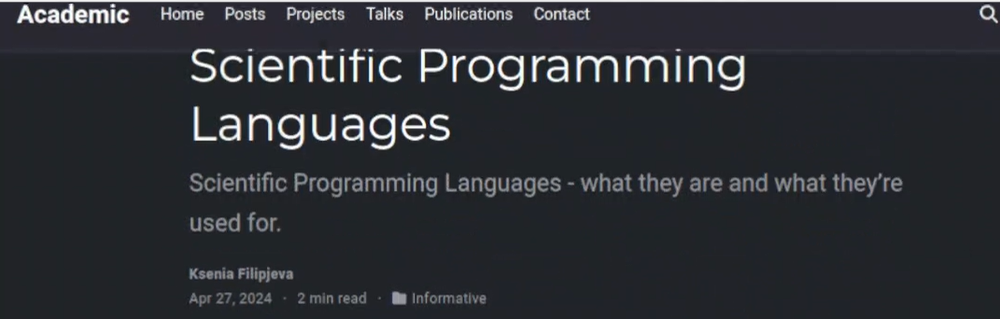 Academic Home Posts Projects Talks Publications Contact
Scientific Programming
Languages
Scientific Programming Languages - what they are and what they're
used for.
Ksenia Filipjeva
Apr 27, 2024 · 2 min read · Informative